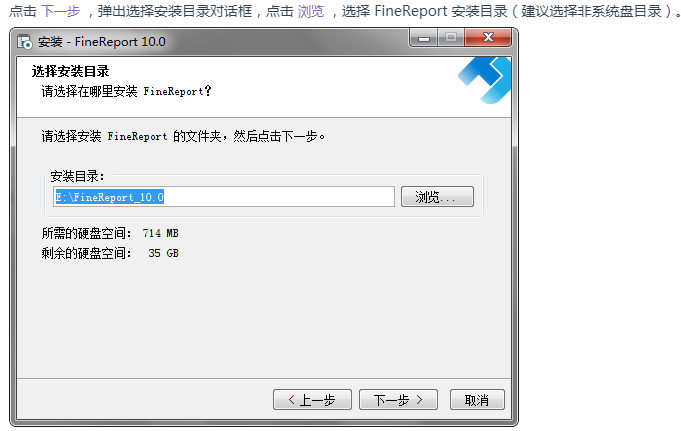 点击 下一步 ，弹出选择安装目录对话框，点击 浏览 ，选择 FineReport 安装目录（建议选择非系统盘目录）。
安装 - FineReport 10.0
选择安装目录
请选择在哪里安装 FineReport?
请选择安装 FineReport 的文件夹，然后点击下一步。
安装目录:
E:\FineReport_10.0 浏览...
所需的硬盘空间: 714 MB
剩余的硬盘空间: 35 GB
< 上一步 下一步 > 取消